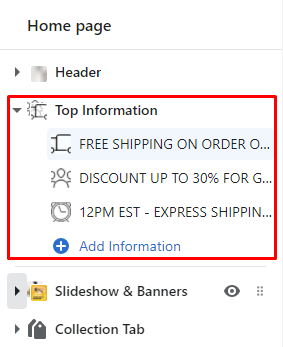 Home page
Header
Top Information
FREE SHIPPING ON ORDER O...
DISCOUNT UP TO 30% FOR G...
12PM EST - EXPRESS SHIPPIN...
Add Information
Slideshow & Banners
Collection Tab